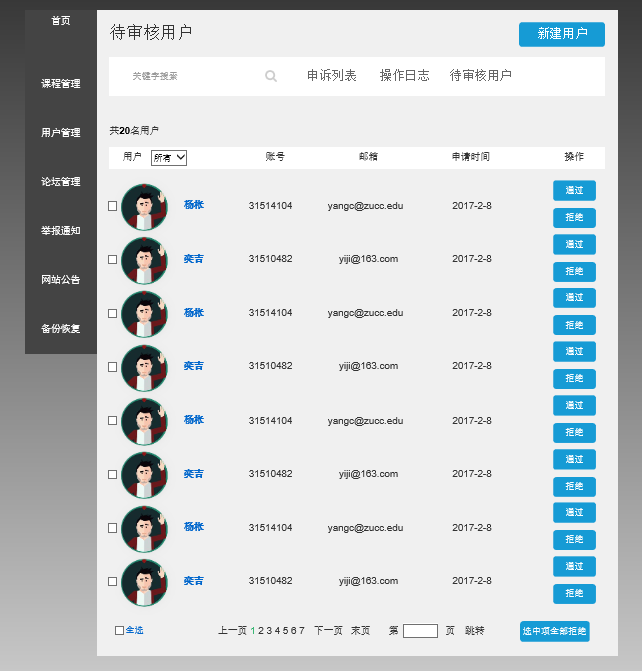 首页
课程管理
用户管理
论坛管理
举报通知
网站公告
备份恢复
待审核用户
新建用户
关键字搜索
申诉列表 操作日志 待审核用户
共20名用户
用户 所有 账号 邮箱 申请时间 操作
杨枨 31514104 yangc@zucc.edu 2017-2-8 通过
拒绝
奕吉 31510482 yiji@163.com 2017-2-8 通过
拒绝
杨枨 31514104 yangc@zucc.edu 2017-2-8 通过
拒绝
奕吉 31510482 yiji@163.com 2017-2-8 通过
拒绝
杨枨 31514104 yangc@zucc.edu 2017-2-8 通过
拒绝
奕吉 31510482 yiji@163.com 2017-2-8 通过
拒绝
杨枨 31514104 yangc@zucc.edu 2017-2-8 通过
拒绝
奕吉 31510482 yiji@163.com 2017-2-8 通过
拒绝
全选 上一页 1 2 3 4 5 6 7 下一页 末页 第 页 跳转 选中项全部拒绝